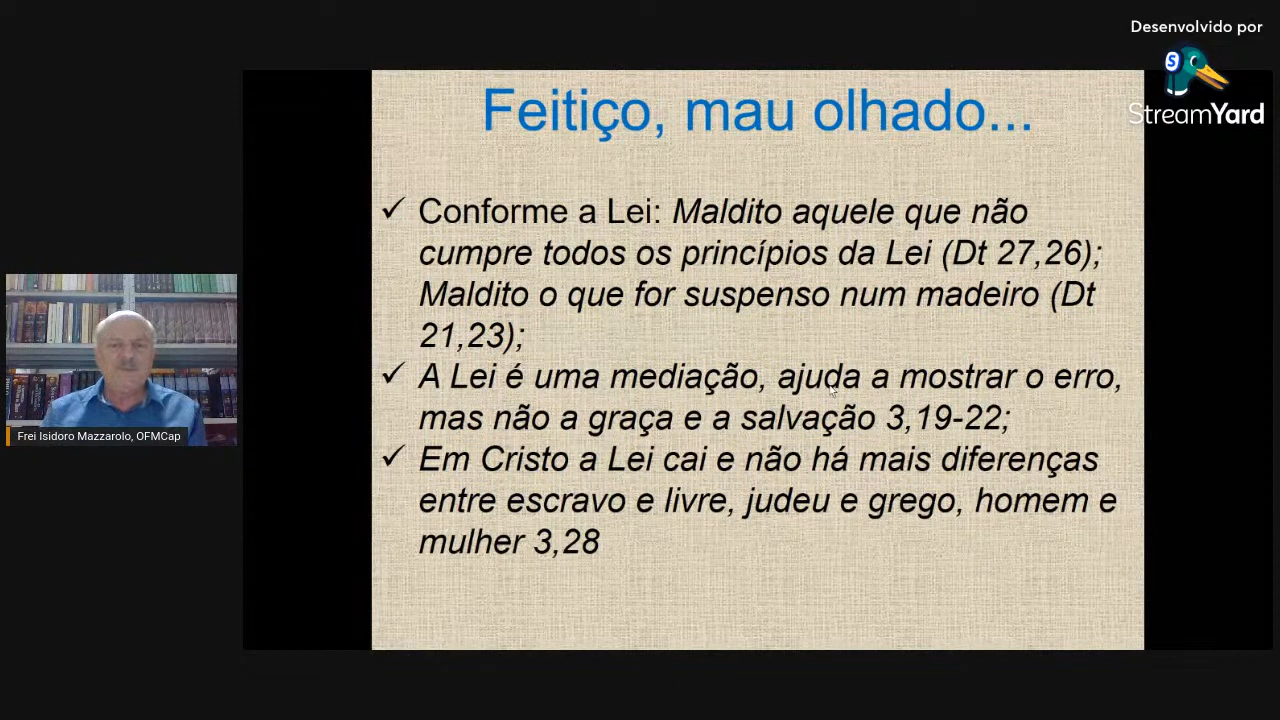 Desenvolvido por
StreamYard
Feitiço, mau olhado...
✓ Conforme a Lei: Maldito aquele que não
cumpre todos os princípios da Lei (Dt 27,26);
Maldito o que for suspenso num madeiro (Dt
21,23);
✓ A Lei é uma mediação, ajuda a mostrar o erro,
mas não a graça e a salvação 3,19-22;
✓ Em Cristo a Lei cai e não há mais diferenças
entre escravo e livre, judeu e grego, homem e
mulher 3,28
Frei Isidoro Mazzarolo, OFMCap